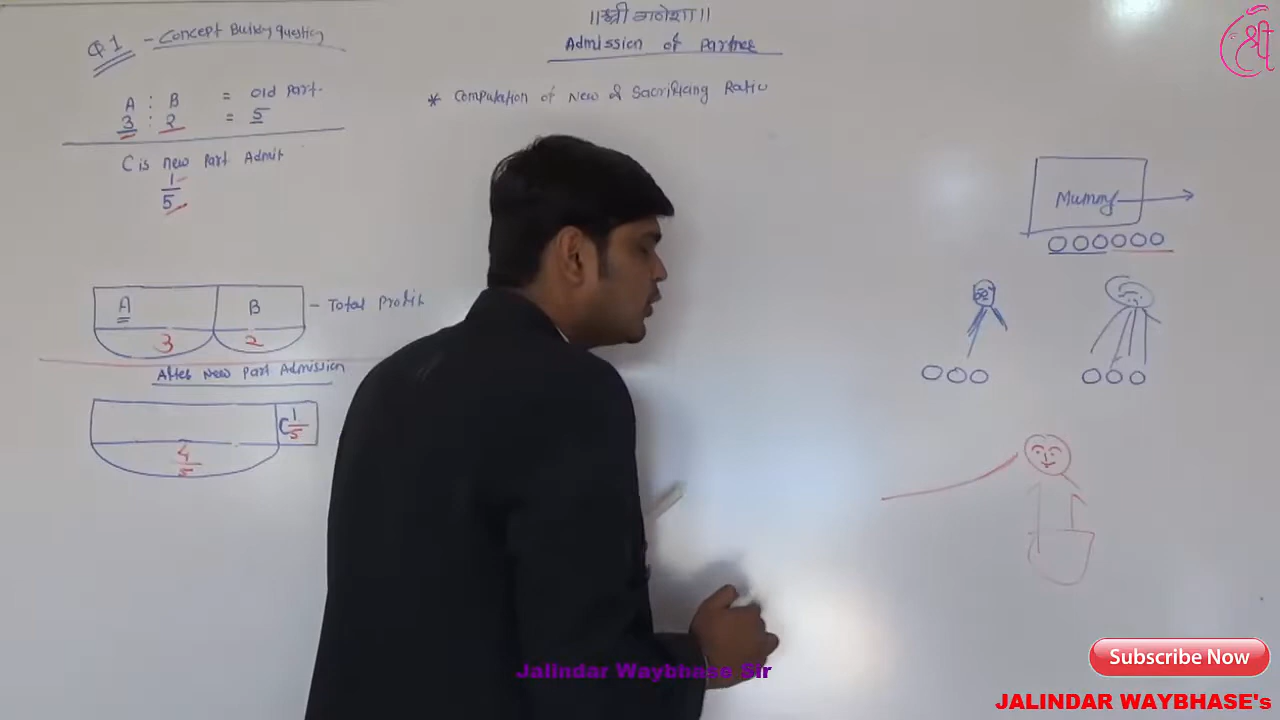 ॥श्री गणेशा॥
Admission of Partner
Q.1 - Concept Building question
A : B = old Part.
3 : 2 = 5
C is new Part Admit
1
5
* Computation of New & Sacrificing Ratio
A B - Total Profit
3 2
After New Part Admission
C 1/5
4
5
Mummy
श्री
Jalindar Waybhase Sir
Subscribe Now
JALINDAR WAYBHASE's